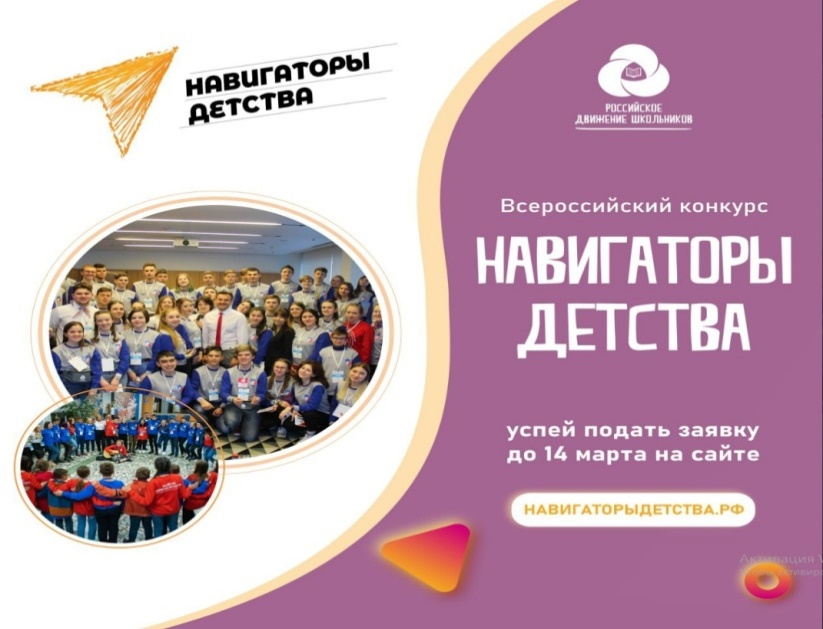 НАВИГАТОРЫ
ДЕТСТВА
РОССИЙСКОЕ
ДВИЖЕНИЕ ШКОЛЬНИКОВ
Всероссийский конкурс
НАВИГАТОРЫ
ДЕТСТВА
успей подать заявку
до 14 марта на сайте
НАВИГАТОРЫДЕТСТВА.РФ
Активация